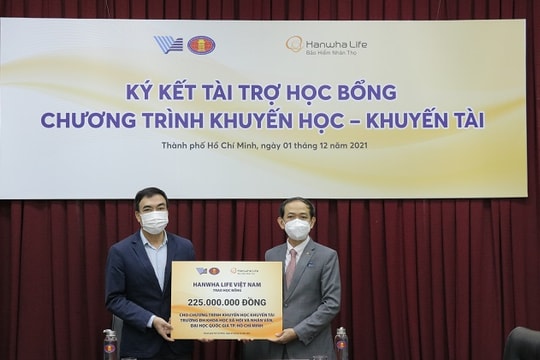 Hanwha Life
Bảo Hiểm Nhân Thọ
KÝ KẾT TÀI TRỢ HỌC BỔNG
CHƯƠNG TRÌNH KHUYẾN HỌC – KHUYẾN TÀI
Thành phố Hồ Chí Minh, ngày 01 tháng 12 năm 2021
Hanwha Life
HANWHA LIFE VIỆT NAM
TRAO HỌC BỔNG
225.000.000 ĐỒNG
CHO CHƯƠNG TRÌNH KHUYẾN HỌC KHUYẾN TÀI
TRƯỜNG ĐH KHOA HỌC XÃ HỘI VÀ NHÂN VĂN,
ĐẠI HỌC QUỐC GIA TP. HỒ CHÍ MINH